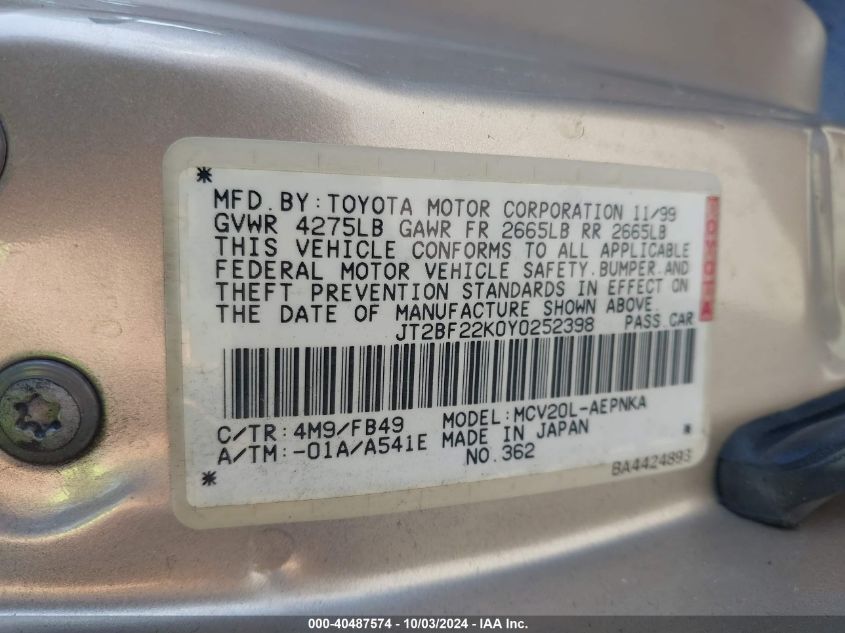 MFD. BY: TOYOTA MOTOR CORPORATION 11/99
GVWR 4275LB GAWR FR 2665LB RR 2665LB
THIS VEHICLE CONFORMS TO ALL APPLICABLE
FEDERAL MOTOR VEHICLE SAFETY. BUMPER. AND
THEFT PREVENTION STANDARDS IN EFFECT ON
THE DATE OF MANUFACTURE SHOWN ABOVE.
JT2BF22K0Y0252398 PASS. CAR
TOYOTA
C/TR: 4M9/FB49 MODEL: MCV20L-AEPNKA
A/TM: -01A/A541E MADE IN JAPAN
NO. 362
BA4424893
000-40487574 - 10/03/2024 - IAA Inc.